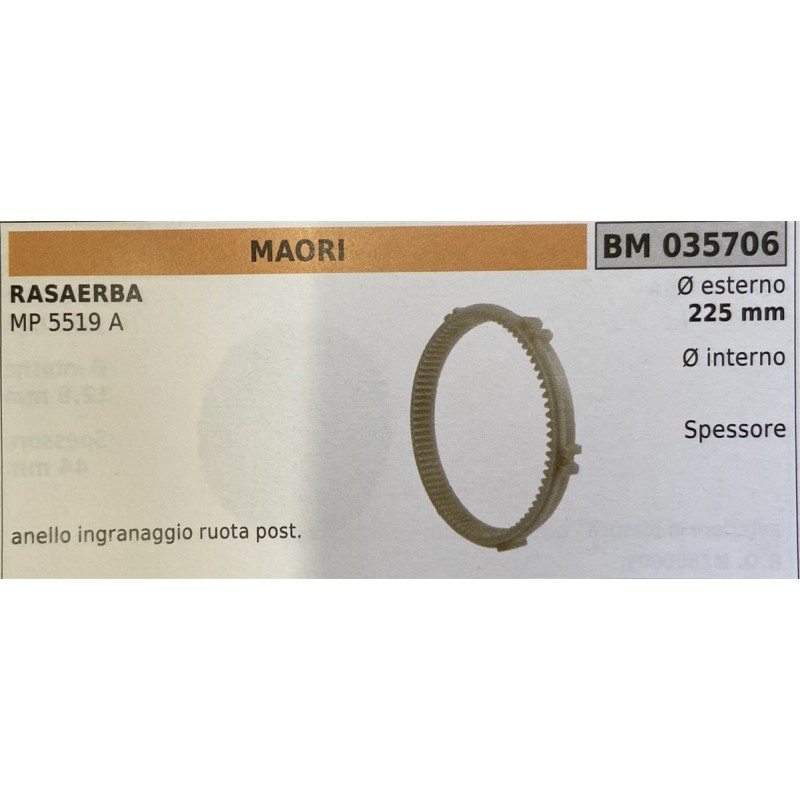 MAORI
BM 035706
RASAERBA
MP 5519 A
Ø esterno
225 mm
Ø interno
Spessore
anello ingranaggio ruota post.